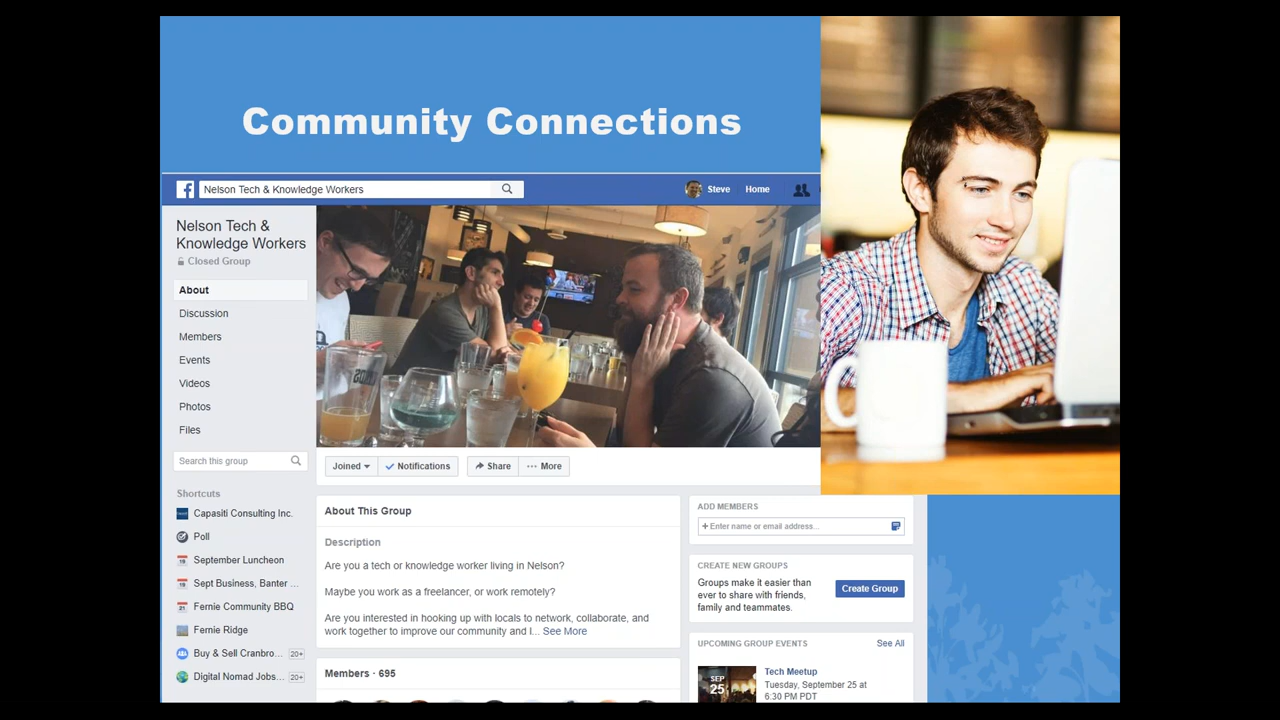 Community Connections
Nelson Tech & Knowledge Workers
Steve
Home
Nelson Tech &
Knowledge Workers
Closed Group
About
Discussion
Members
Events
Videos
Photos
Files
Search this group
Shortcuts
Capasiti Consulting Inc.
Poll
September Luncheon
Sept Business, Banter ...
Fernie Community BBQ
Fernie Ridge
Buy & Sell Cranbro... 20+
Digital Nomad Jobs... 20+
Joined
Notifications
Share
More
About This Group
Description
Are you a tech or knowledge worker living in Nelson?
Maybe you work as a freelancer, or work remotely?
Are you interested in hooking up with locals to network, collaborate, and
work together to improve our community and l... See More
Members · 695
ADD MEMBERS
+ Enter name or email address...
CREATE NEW GROUPS
Groups make it easier than
ever to share with friends,
family and teammates.
Create Group
UPCOMING GROUP EVENTS
See All
SEP
25
Tech Meetup
Tuesday, September 25 at
6:30 PM PDT